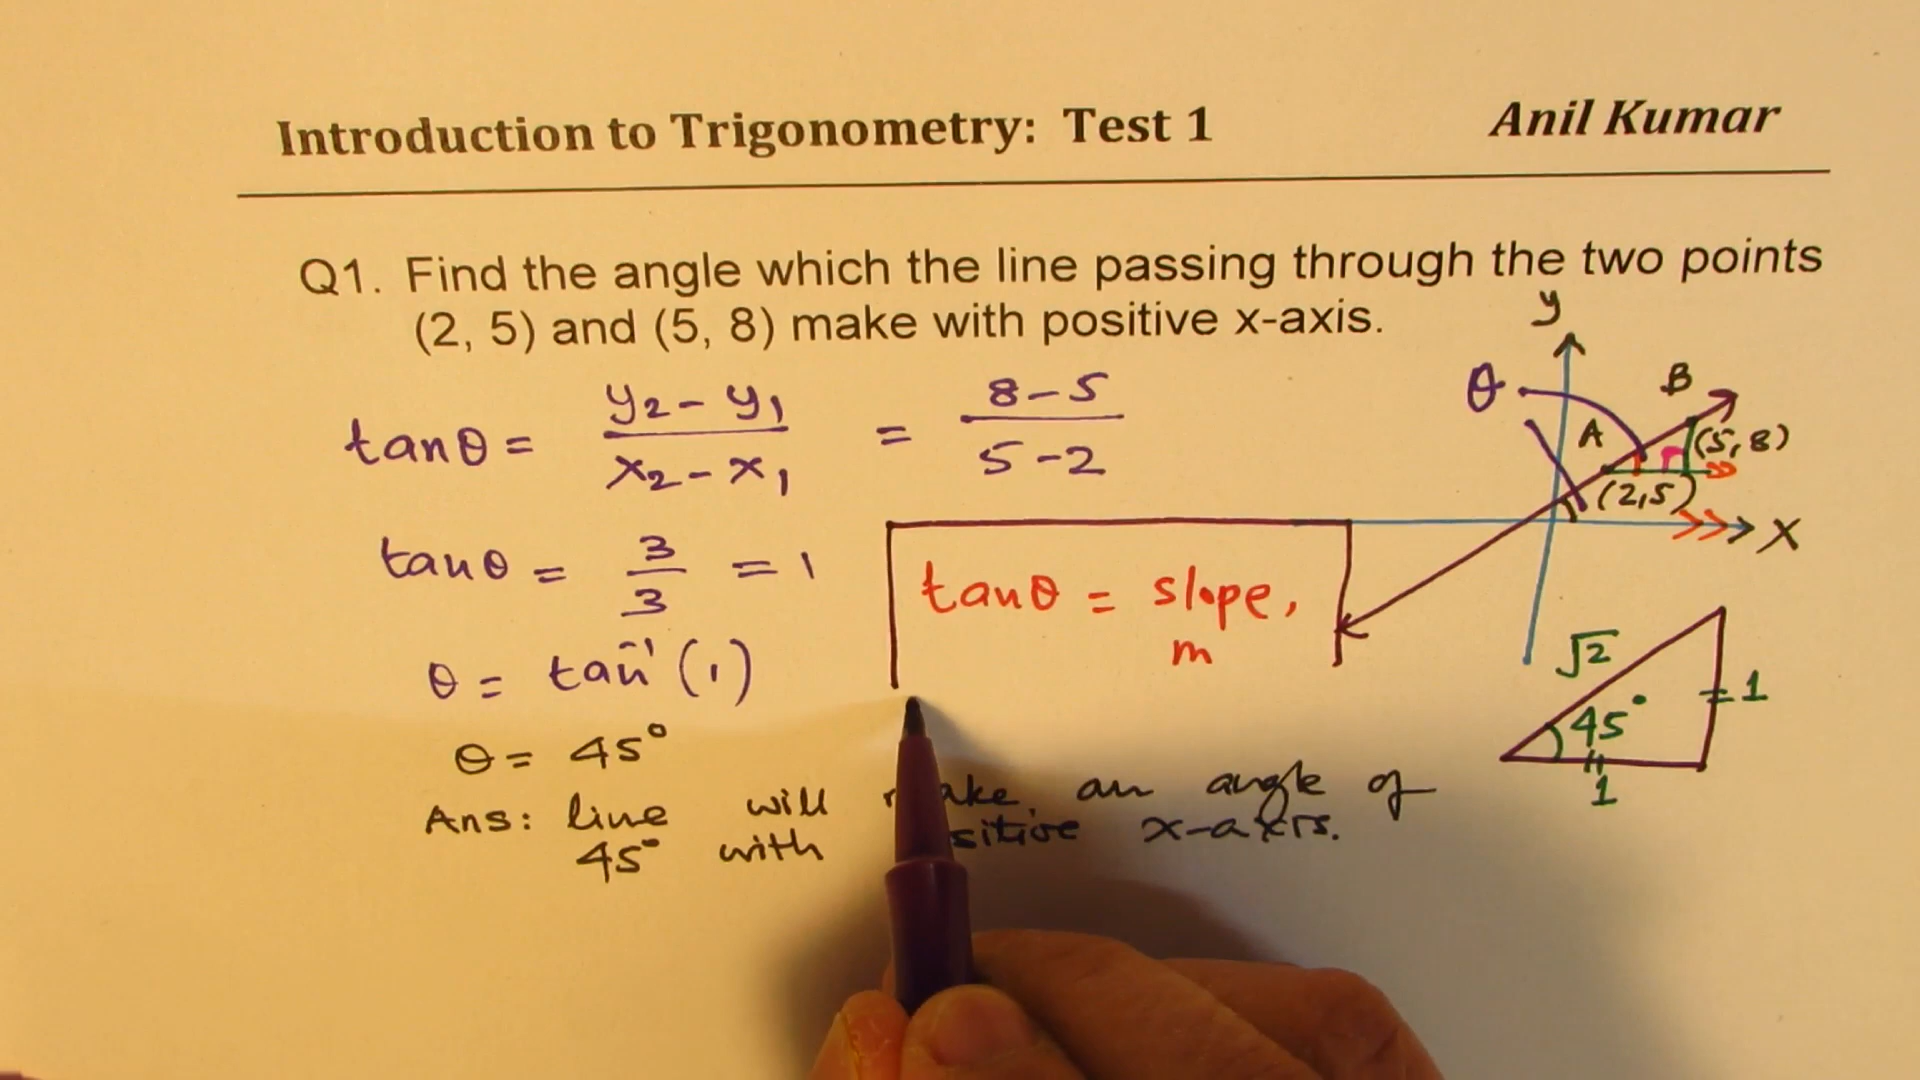 Introduction to Trigonometry: Test 1 Anil Kumar
Q1. Find the angle which the line passing through the two points
(2, 5) and (5, 8) make with positive x-axis.
tanθ = y₂ - y₁ / x₂ - x₁ = 8 - 5 / 5 - 2
tanθ = 3 / 3 = 1
θ = tan⁻¹ (1)
θ = 45°
Ans: line will an angle of
45° with x-axis.
tanθ = slope,
m
y
θ
B
A
(5, 8)
(2,5)
x
√2
45°
1
1